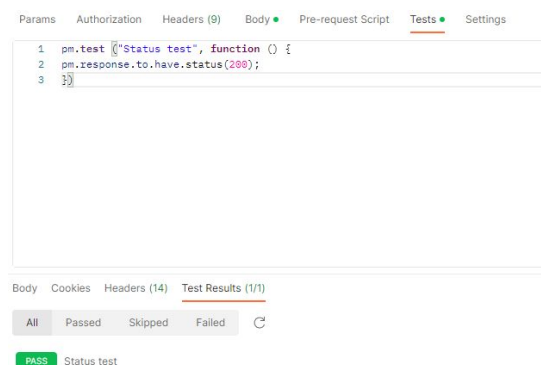 Params Authorization Headers (9) Body Pre-request Script Tests Settings
1 pm.test ("Status test", function () {
2 pm.response.to.have.status(200);
3 })
Body Cookies Headers (14) Test Results (1/1)
All Passed Skipped Failed
PASS Status test